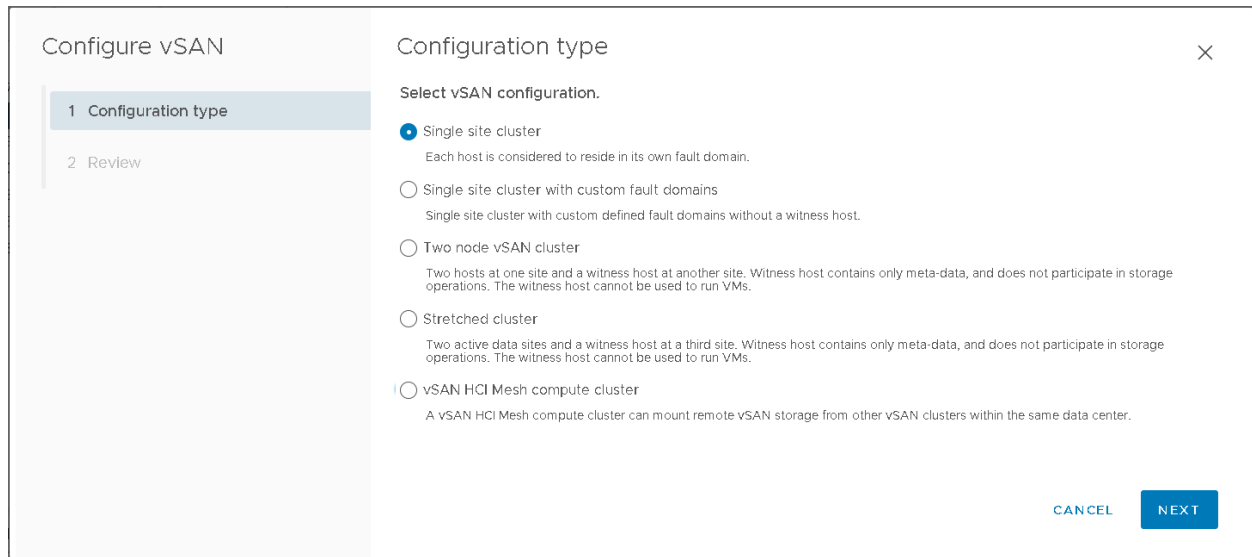 Configure vSAN
1 Configuration type
2 Review
Configuration type
Select vSAN configuration.
Single site cluster
Each host is considered to reside in its own fault domain.
Single site cluster with custom fault domains
Single site cluster with custom defined fault domains without a witness host.
Two node vSAN cluster
Two hosts at one site and a witness host at another site. Witness host contains only meta-data, and does not participate in storage
operations. The witness host cannot be used to run VMs.
Stretched cluster
Two active data sites and a witness host at a third site. Witness host contains only meta-data, and does not participate in storage
operations. The witness host cannot be used to run VMs.
vSAN HCI Mesh compute cluster
A vSAN HCI Mesh compute cluster can mount remote vSAN storage from other vSAN clusters within the same data center.
CANCEL
NEXT